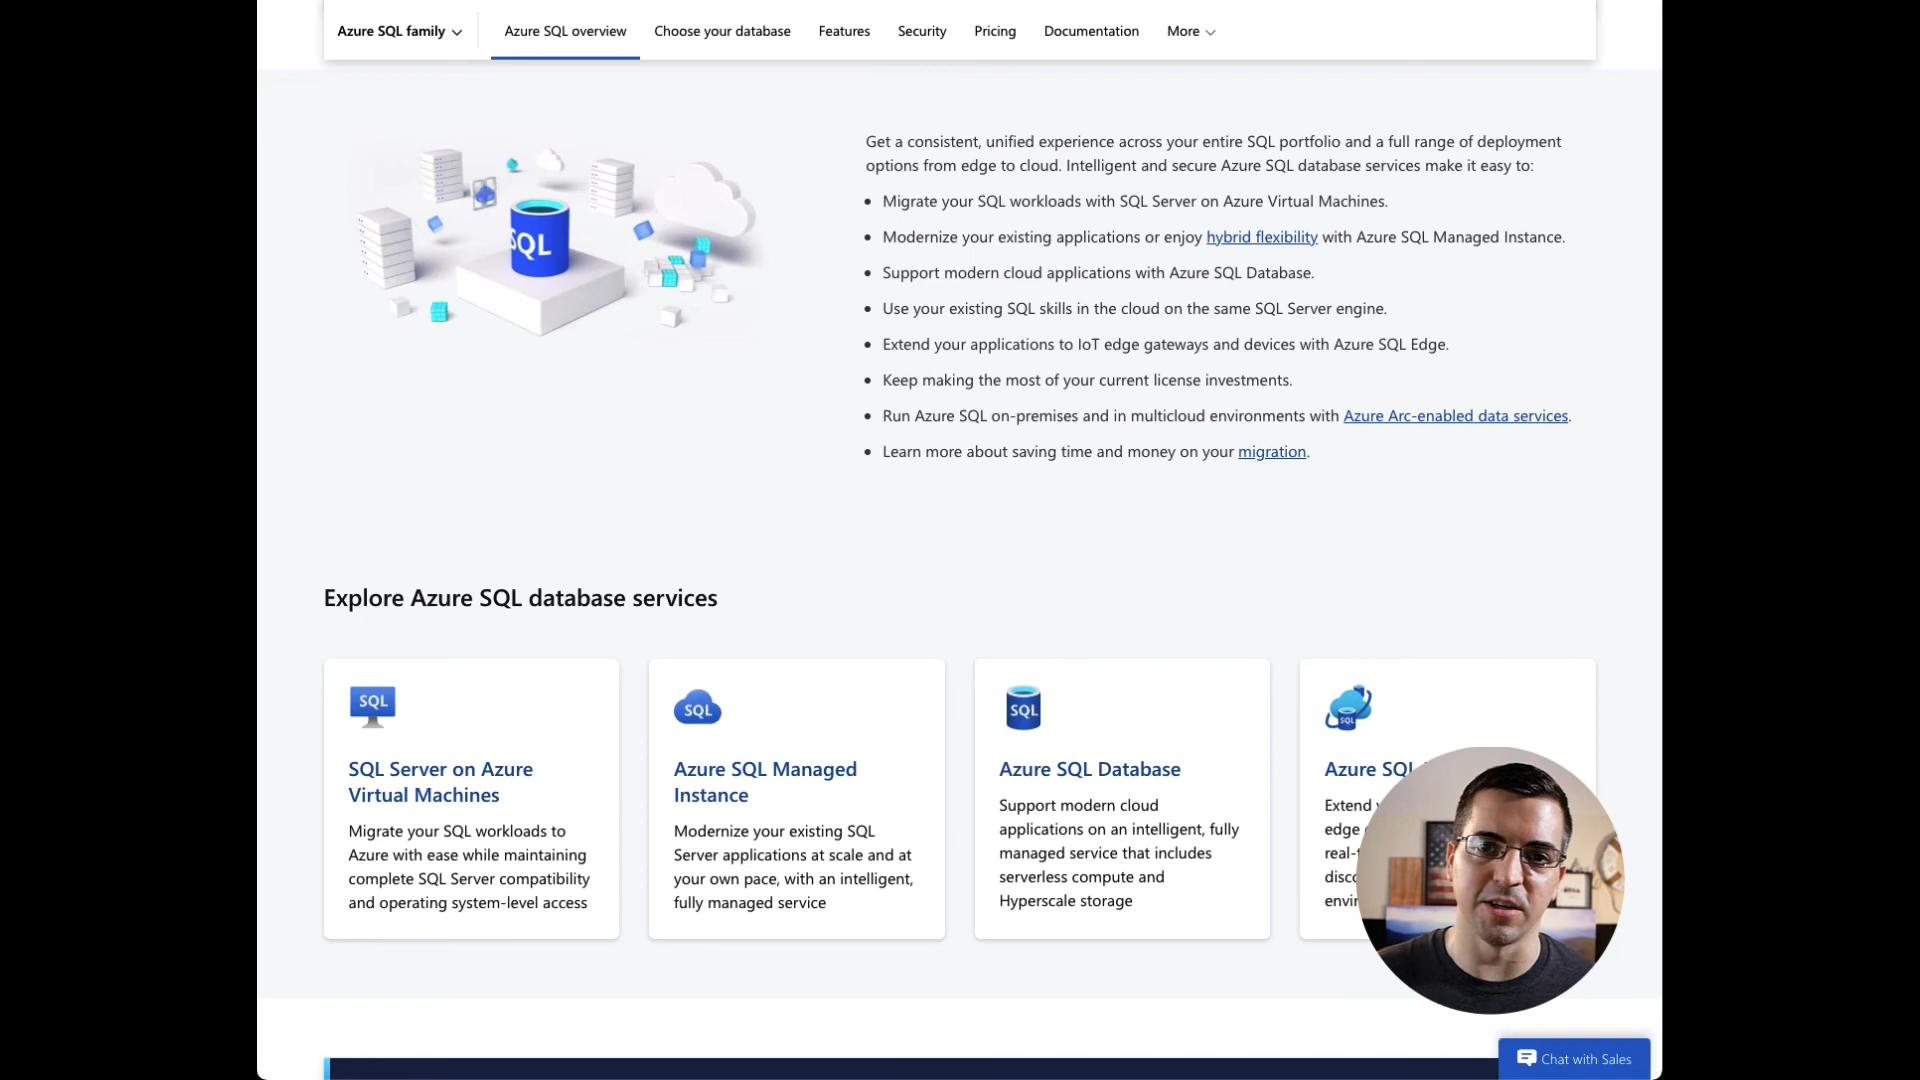 Azure SQL family
Azure SQL overview
Choose your database
Features
Security
Pricing
Documentation
More
SQL
Get a consistent, unified experience across your entire SQL portfolio and a full range of deployment
options from edge to cloud. Intelligent and secure Azure SQL database services make it easy to:
Migrate your SQL workloads with SQL Server on Azure Virtual Machines.
Modernize your existing applications or enjoy hybrid flexibility with Azure SQL Managed Instance.
Support modern cloud applications with Azure SQL Database.
Use your existing SQL skills in the cloud on the same SQL Server engine.
Extend your applications to IoT edge gateways and devices with Azure SQL Edge.
Keep making the most of your current license investments.
Run Azure SQL on-premises and in multicloud environments with Azure Arc-enabled data services.
Learn more about saving time and money on your migration.
Explore Azure SQL database services
SQL
SQL Server on Azure
Virtual Machines
Migrate your SQL workloads to
Azure with ease while maintaining
complete SQL Server compatibility
and operating system-level access
SQL
Azure SQL Managed
Instance
Modernize your existing SQL
Server applications at scale and at
your own pace, with an intelligent,
fully managed service
SQL
Azure SQL Database
Support modern cloud
applications on an intelligent, fully
managed service that includes
serverless compute and
Hyperscale storage
SQL
Azure SQL
Extend
edge
Chat with Sales